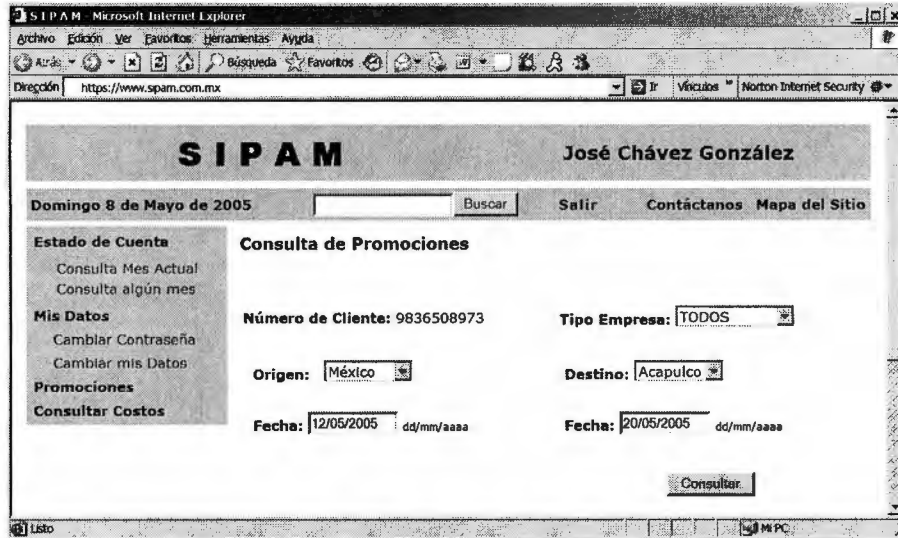 S I P A M - Microsoft Internet Explorer
Archivo Edición Ver Favoritos Herramientas Ayuda
Atrás Búsqueda Favoritos
Dirección https://www.spam.com.mx Ir Vínculos » Norton Internet Security
S I P A M José Chávez González
Domingo 8 de Mayo de 2005 Buscar Salir Contáctanos Mapa del Sitio
Estado de Cuenta
Consulta Mes Actual
Consulta algún mes
Mis Datos
Cambiar Contraseña
Cambiar mis Datos
Promociones
Consultar Costos
Consulta de Promociones
Número de Cliente: 9836508973 Tipo Empresa: TODOS
Origen: México Destino: Acapulco
Fecha: 12/05/2005 dd/mm/aaaa Fecha: 20/05/2005 dd/mm/aaaa
Consultar
Listo Mi PC